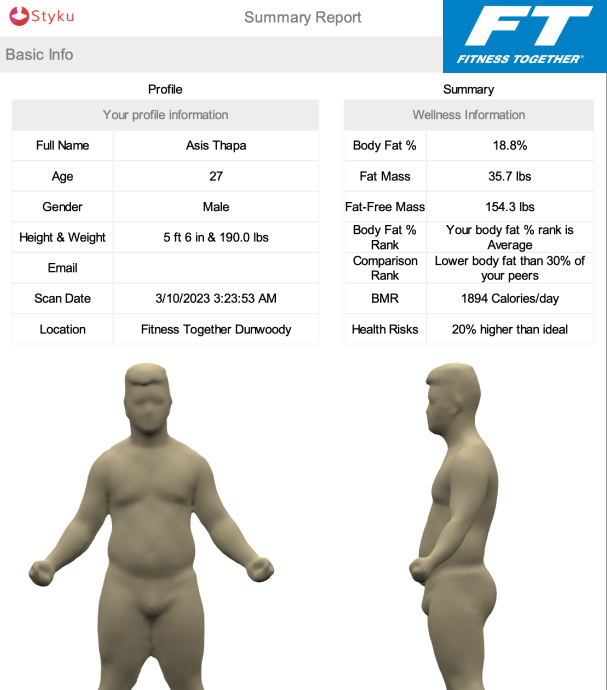 Styku
Summary Report
FT
FITNESS TOGETHER®
Basic Info
Profile
Your profile information
Full Name Asis Thapa
Age 27
Gender Male
Height & Weight 5 ft 6 in & 190.0 lbs
Email
Scan Date 3/10/2023 3:23:53 AM
Location Fitness Together Dunwoody
Summary
Wellness Information
Body Fat % 18.8%
Fat Mass 35.7 lbs
Fat-Free Mass 154.3 lbs
Body Fat % Your body fat % rank is
Rank Average
Comparison Lower body fat than 30% of
Rank your peers
BMR 1894 Calories/day
Health Risks 20% higher than ideal